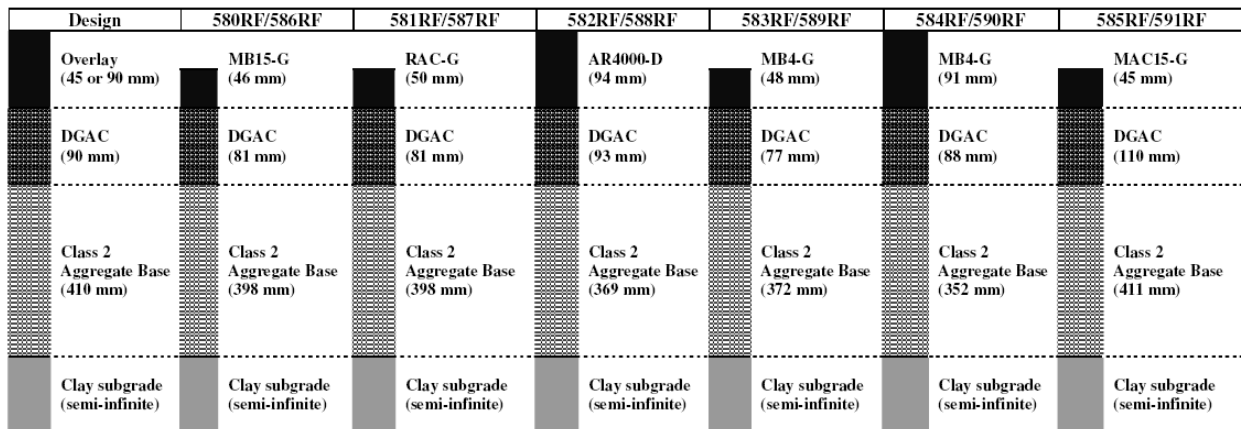 Design 580RF/586RF 581RF/587RF 582RF/588RF 583RF/589RF 584RF/590RF 585RF/591RF
Overlay MB15-G RAC-G AR4000-D MB4-G MB4-G MAC15-G
(45 or 90 mm) (46 mm) (50 mm) (94 mm) (48 mm) (91 mm) (45 mm)
DGAC DGAC DGAC DGAC DGAC DGAC DGAC
(90 mm) (81 mm) (81 mm) (93 mm) (77 mm) (88 mm) (110 mm)
Class 2 Class 2 Class 2 Class 2 Class 2 Class 2 Class 2
Aggregate Base Aggregate Base Aggregate Base Aggregate Base Aggregate Base Aggregate Base Aggregate Base
(410 mm) (398 mm) (398 mm) (369 mm) (372 mm) (352 mm) (411 mm)
Clay subgrade Clay subgrade Clay subgrade Clay subgrade Clay subgrade Clay subgrade Clay subgrade
(semi-infinite) (semi-infinite) (semi-infinite) (semi-infinite) (semi-infinite) (semi-infinite) (semi-infinite)